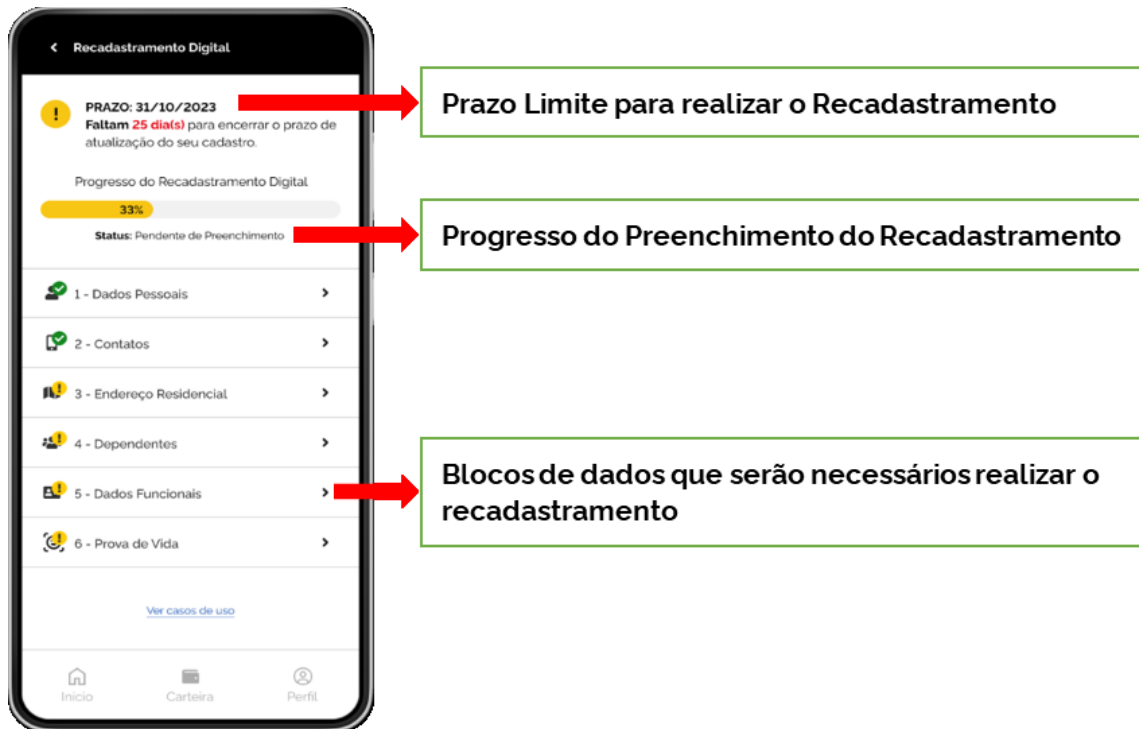 Recadastramento Digital
PRAZO: 31/10/2023
Faltam 25 dia(s) para encerrar o prazo de
atualização do seu cadastro.
Progresso do Recadastramento Digital
33%
Status: Pendente de Preenchimento
1 - Dados Pessoais
2 - Contatos
3 - Endereço Residencial
4 - Dependentes
5 - Dados Funcionais
6 - Prova de Vida
Ver casos de uso
Início
Carteira
Perfil
Prazo Limite para realizar o Recadastramento
Progresso do Preenchimento do Recadastramento
Blocos de dados que serão necessários realizar o
recadastramento